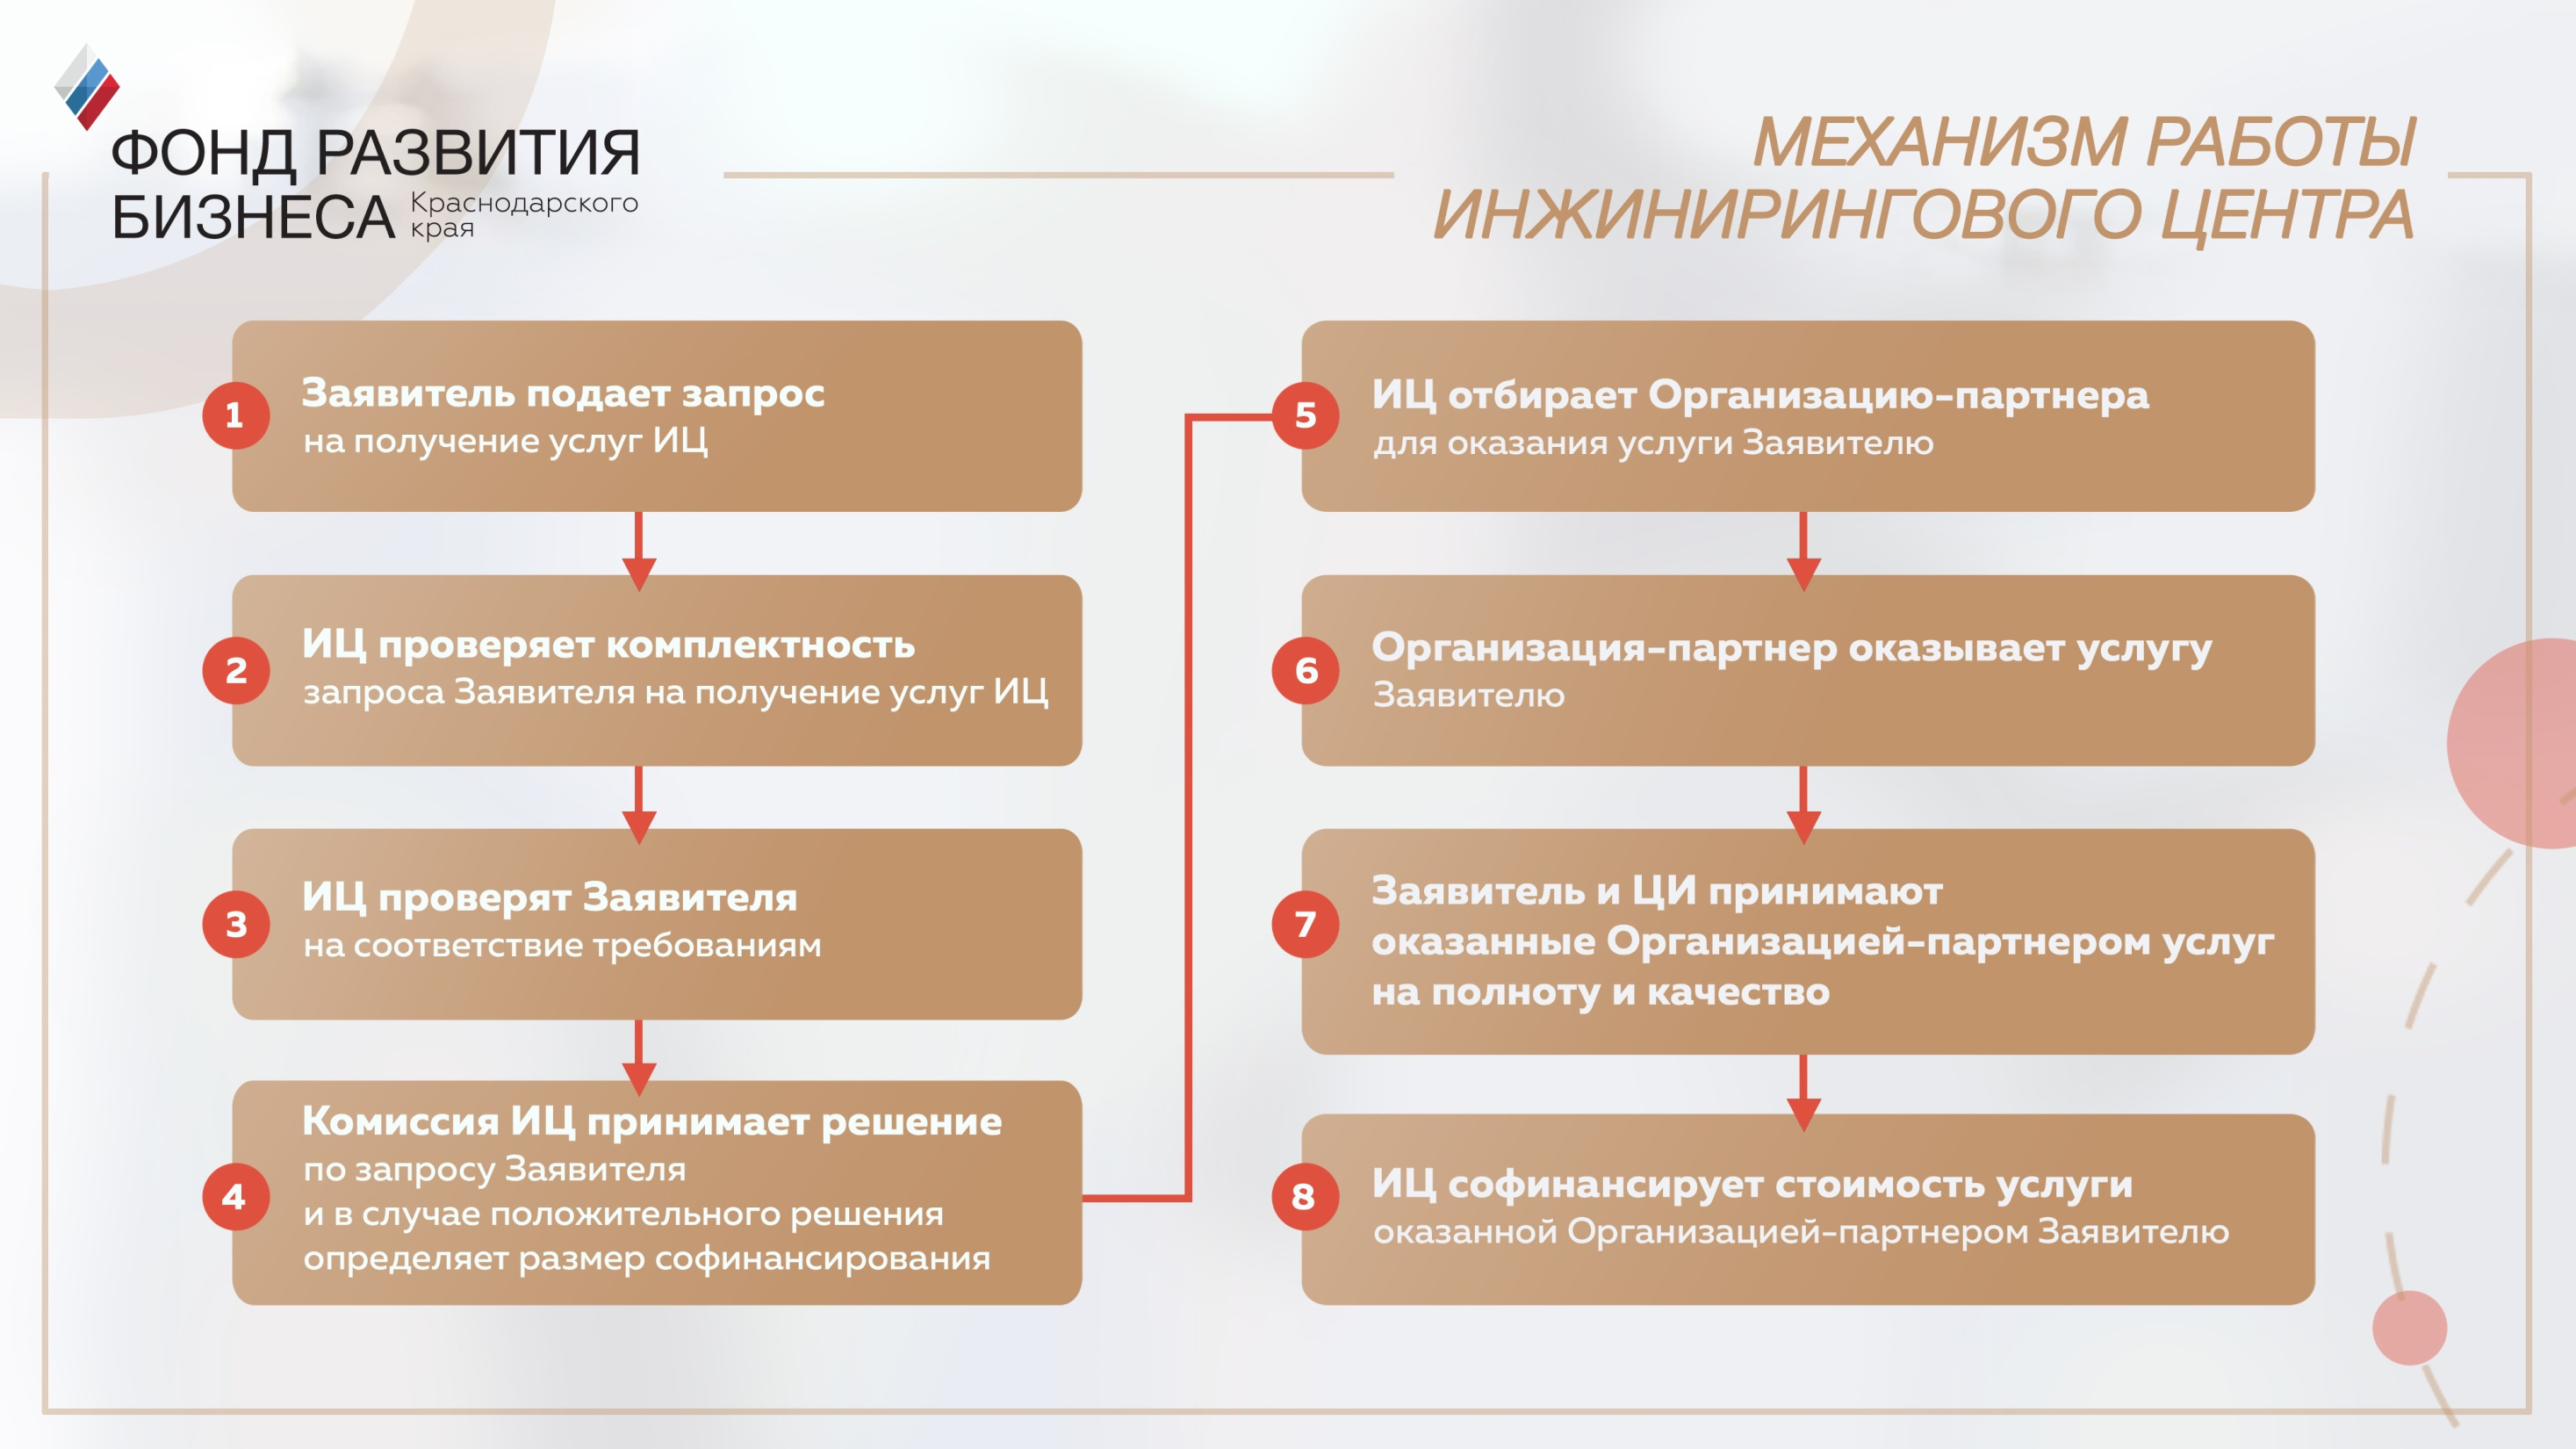 ФОНД РАЗВИТИЯ
БИЗНЕСА Краснодарского
края
МЕХАНИЗМ РАБОТЫ
ИНЖИНИРИНГОВОГО ЦЕНТРА
1
Заявитель подает запрос
на получение услуг ИЦ
2
ИЦ проверяет комплектность
запроса Заявителя на получение услуг ИЦ
3
ИЦ проверят Заявителя
на соответствие требованиям
4
Комиссия ИЦ принимает решение
по запросу Заявителя
и в случае положительного решения
определяет размер софинансирования
5
ИЦ отбирает Организацию-партнера
для оказания услуги Заявителю
6
Организация-партнер оказывает услугу
Заявителю
7
Заявитель и ЦИ принимают
оказанные Организацией-партнером услуг
на полноту и качество
8
ИЦ софинансирует стоимость услуги
оказанной Организацией-партнером Заявителю